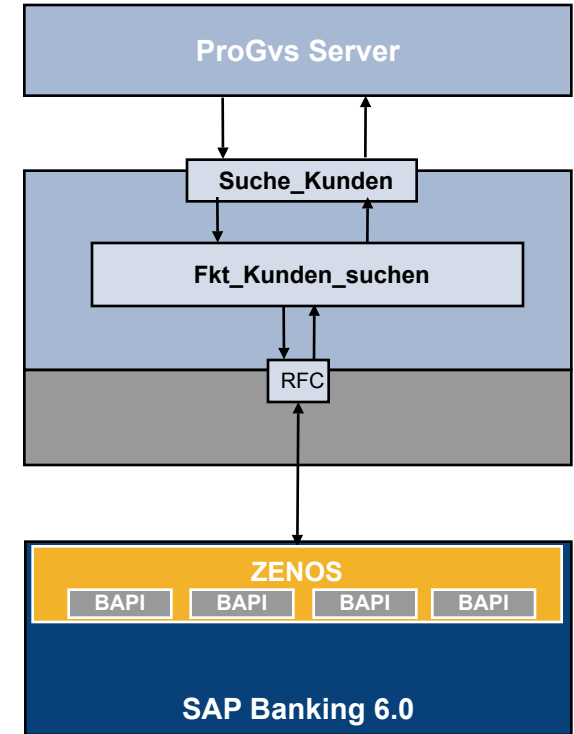 ProGvs Server
Suche_Kunden
Fkt_Kunden_suchen
RFC
ZENOS
BAPI BAPI BAPI BAPI
SAP Banking 6.0